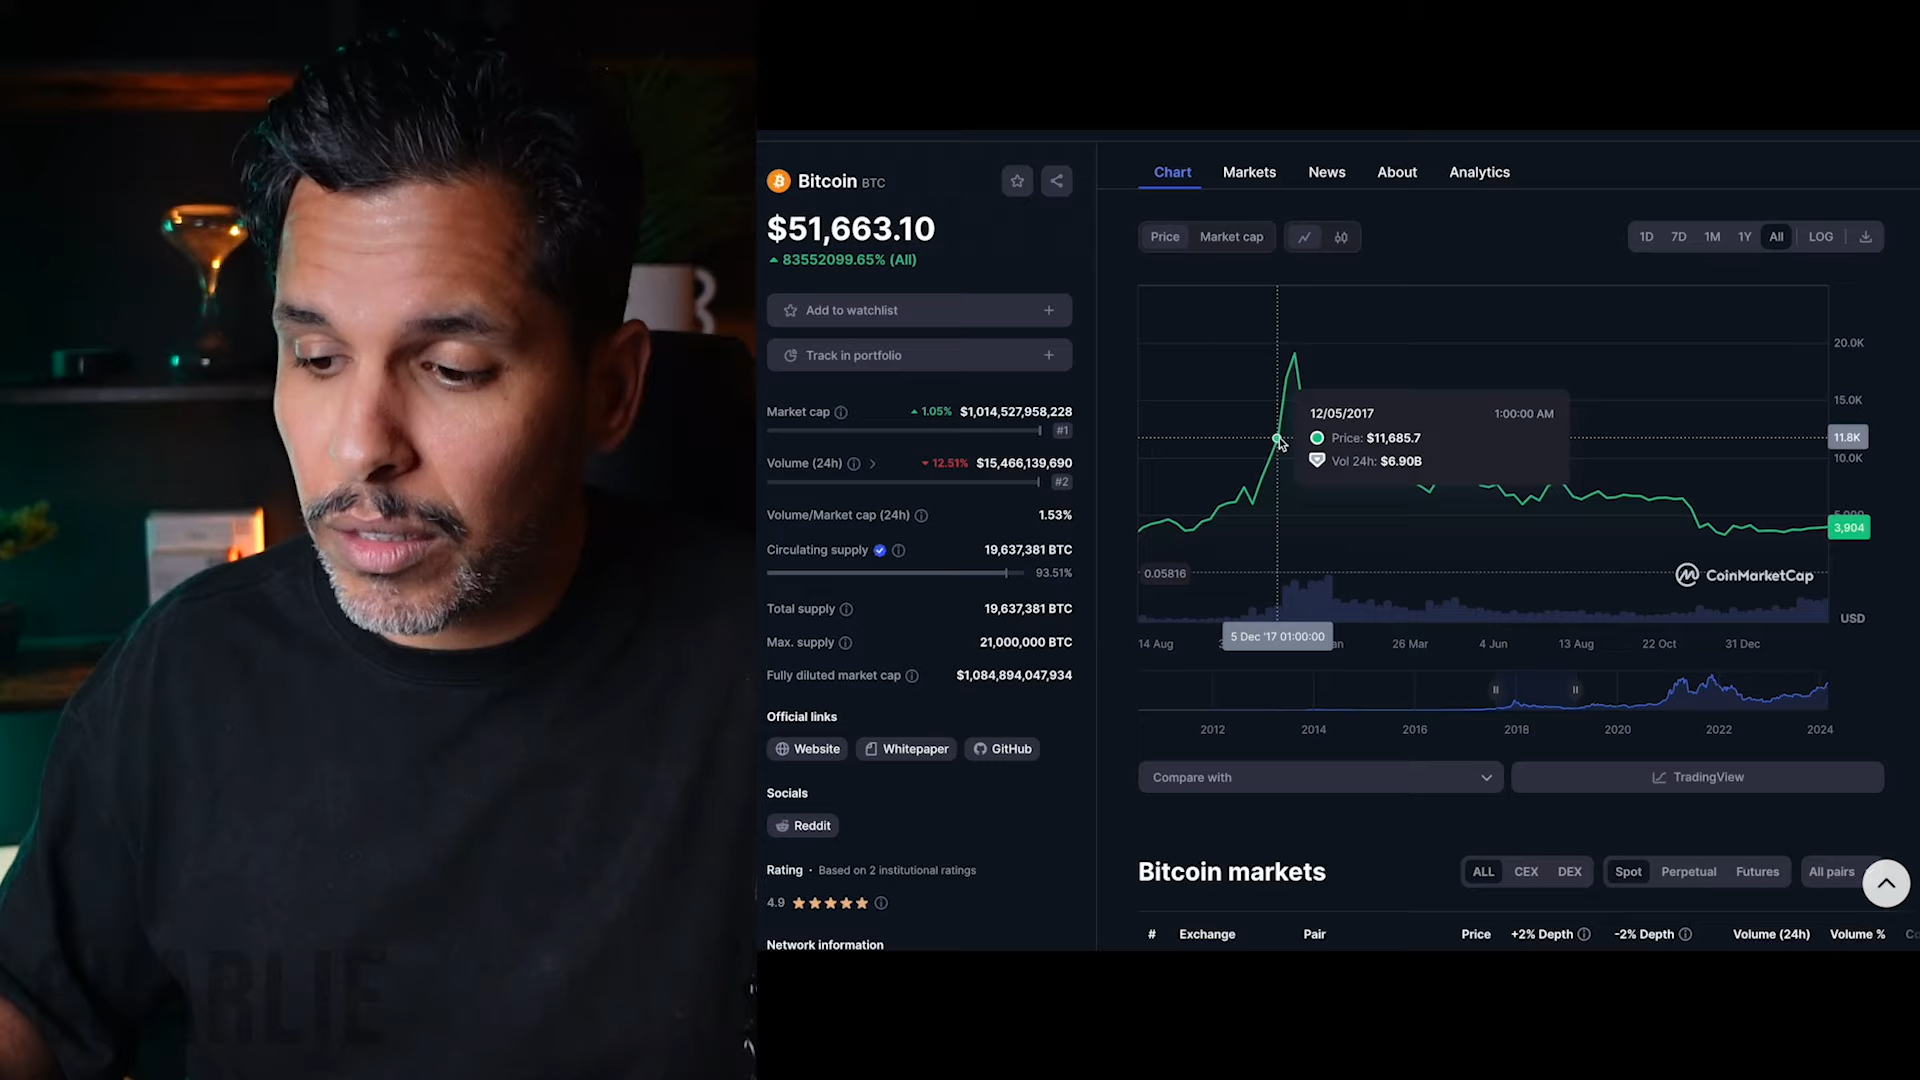 Bitcoin BTC
$51,663.10
83552099.65% (All)
Add to watchlist
Track in portfolio
Market cap 1.05% $1,014,527,958,228
#1
Volume (24h) 12.51% $15,466,139,690
#2
Volume/Market cap (24h) 1.53%
Circulating supply 19,637,381 BTC
93.51%
Total supply 19,637,381 BTC
Max. supply 21,000,000 BTC
Fully diluted market cap $1,084,894,047,934
Official links
Website Whitepaper GitHub
Socials
Reddit
Rating · Based on 2 institutional ratings
4.9
Network information
Chart Markets News About Analytics
Price Market cap 1D 7D 1M 1Y All LOG
20.0K
15.0K
11.8K
10.0K
3,904
12/05/2017 1:00:00 AM
Price: $11,685.7
Vol 24h: $6.90B
0.05816
CoinMarketCap
USD
5 Dec '17 01:00:00
14 Aug 26 Mar 4 Jun 13 Aug 22 Oct 31 Dec
2012 2014 2016 2018 2020 2022 2024
Compare with TradingView
Bitcoin markets ALL CEX DEX Spot Perpetual Futures All pairs
# Exchange Pair Price +2% Depth -2% Depth Volume (24h) Volume %